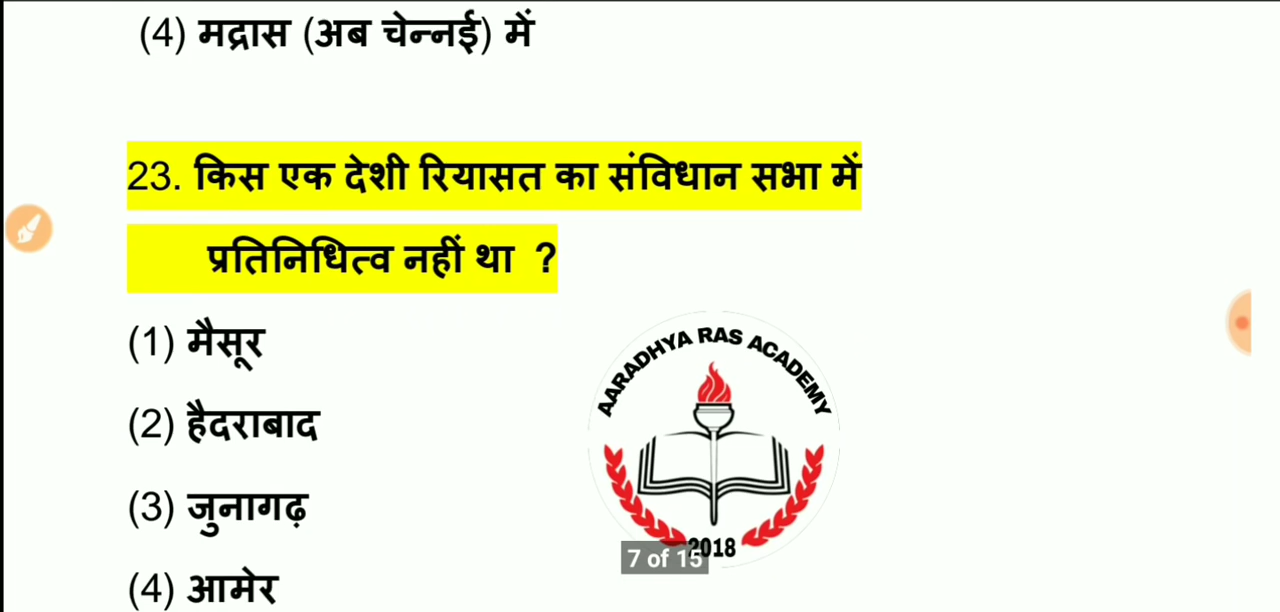 (4) मद्रास (अब चेन्नई) में
23. किस एक देशी रियासत का संविधान सभा में
प्रतिनिधित्व नहीं था ?
(1) मैसूर
(2) हैदराबाद
(3) जुनागढ़
(4) आमेर
AARADHYA RAS ACADEMY
2018
7 of 15